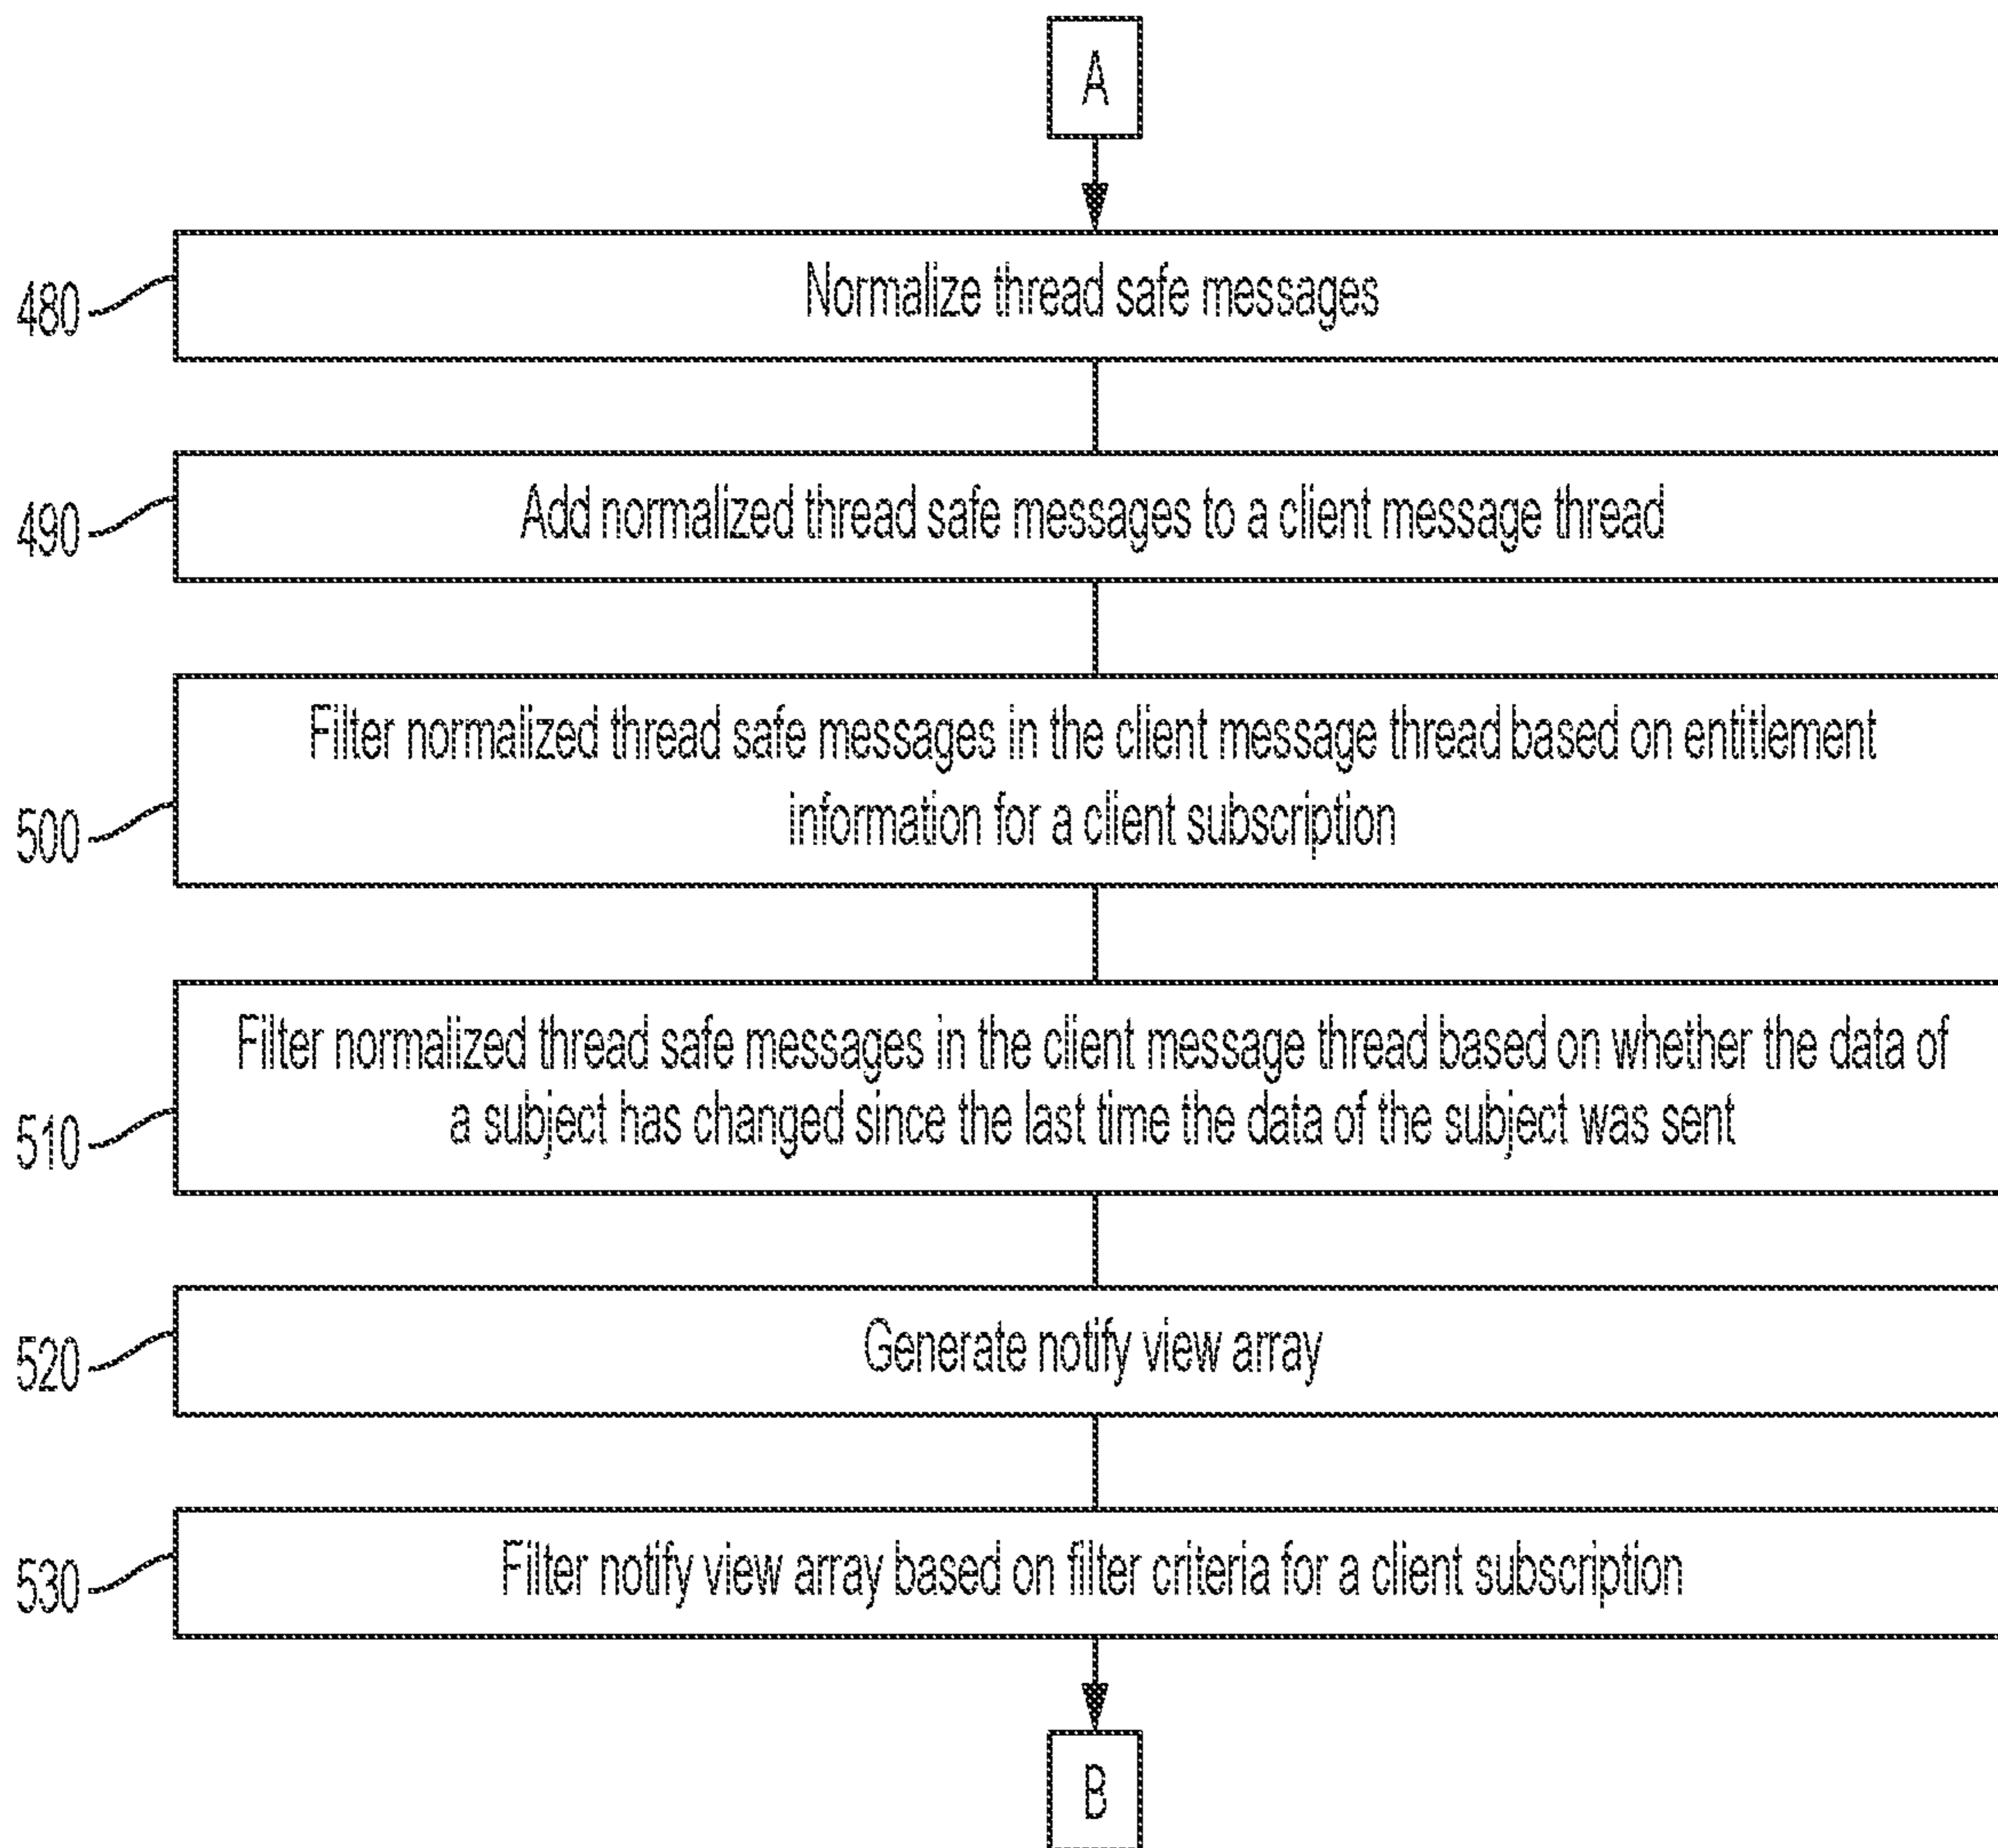 A
480
Normalize thread safe messages
490
Add normalized thread safe messages to a client message thread
500
Filter normalized thread safe messages in the client message thread based on entitlement
information for a client subscription
510
Filter normalized thread safe messages in the client message thread based on whether the data of
a subject has changed since the last time the data of the subject was sent
520
Generate notify view array
530
Filter notify view array based on filter criteria for a client subscription
B